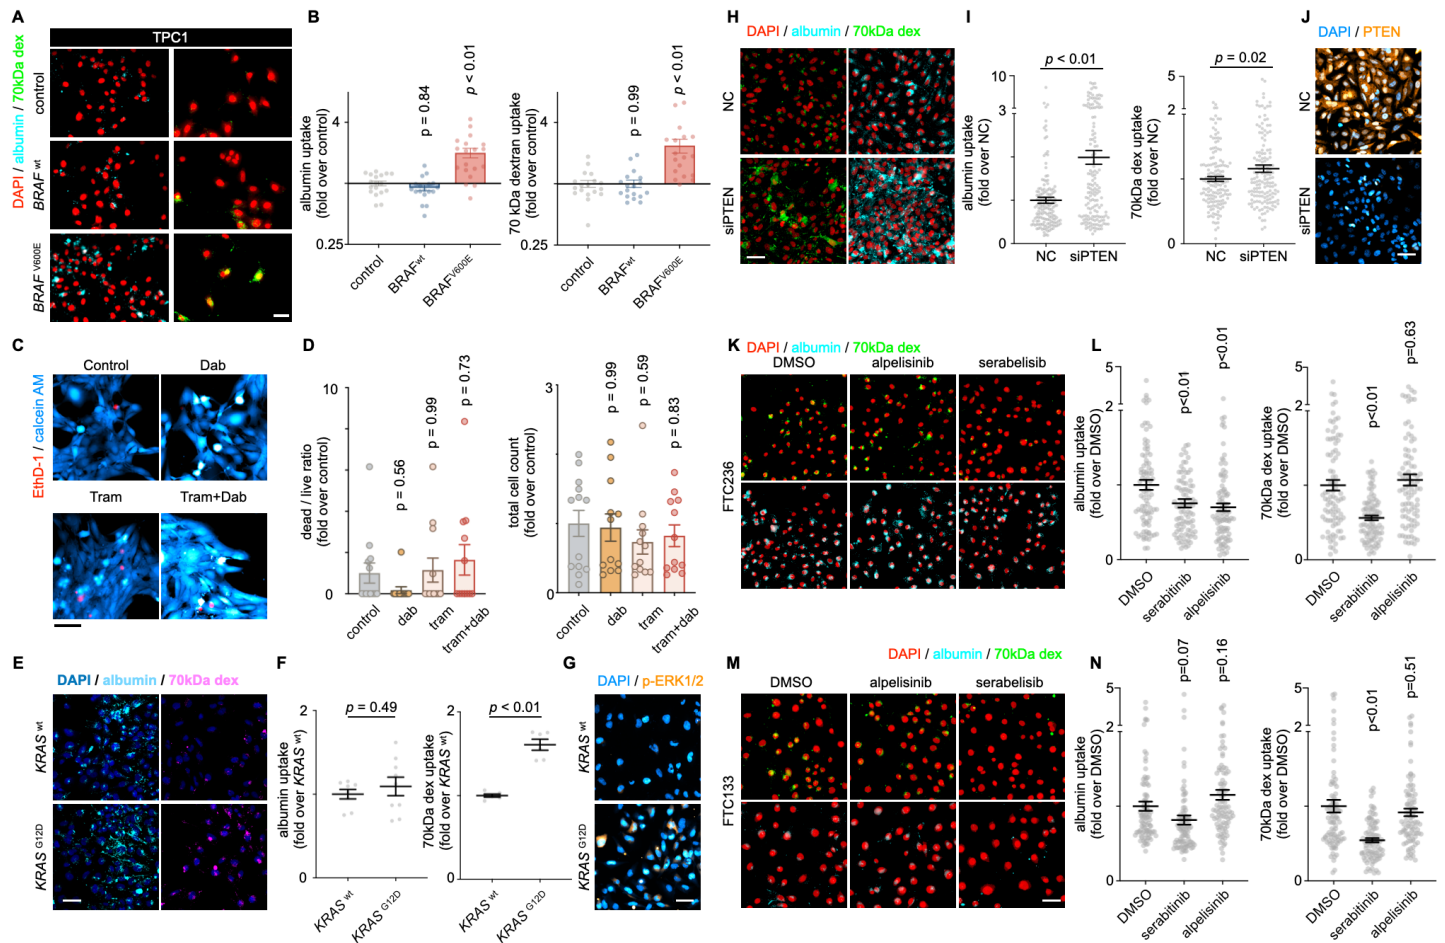 A
TPC1
DAPI / albumin / 70kDa dex
control
BRAF wt
BRAF V600E
B
albumin uptake
(fold over control)
4
0.25
p = 0.84
p < 0.01
control
BRAFwt
BRAFV600E
70 kDa dextran uptake
(fold over control)
4
0.25
p = 0.99
p < 0.01
control
BRAFwt
BRAFV600E
C
EthD-1 / calcein AM
Control
Dab
Tram
Tram+Dab
D
dead / live ratio
(fold over control)
10
0
p = 0.56
p = 0.99
p = 0.73
control
dab
tram
tram+dab
total cell count
(fold over control)
3
0
p = 0.99
p = 0.59
p = 0.83
control
dab
tram
tram+dab
E
DAPI / albumin / 70kDa dex
KRAS wt
KRAS G12D
F
albumin uptake
(fold over KRAS wt)
2
0
p = 0.49
KRAS wt
KRAS G12D
70kDa dex uptake
(fold over KRAS wt)
2
0
p < 0.01
KRAS wt
KRAS G12D
G
DAPI / p-ERK1/2
KRAS wt
KRAS G12D
H
DAPI / albumin / 70kDa dex
NC
siPTEN
I
albumin uptake
(fold over NC)
10
3
3
0
p < 0.01
NC
siPTEN
70kDa dex uptake
(fold over NC)
5
2
2
0
p = 0.02
NC
siPTEN
J
DAPI / PTEN
NC
siPTEN
K
DAPI / albumin / 70kDa dex
DMSO
alpelisinib
serabelisib
FTC236
L
albumin uptake
(fold over DMSO)
5
2
2
0
p<0.01
p<0.01
DMSO
serabitinib
alpelisinib
70kDa dex uptake
(fold over DMSO)
5
2
2
0
p<0.01
p=0.63
DMSO
serabitinib
alpelisinib
M
DAPI / albumin / 70kDa dex
DMSO
alpelisinib
serabelisib
FTC133
N
albumin uptake
(fold over DMSO)
5
2
2
0
p=0.07
p=0.16
DMSO
serabitinib
alpelisinib
70kDa dex uptake
(fold over DMSO)
5
2
2
0
p<0.01
p=0.51
DMSO
serabitinib
alpelisinib